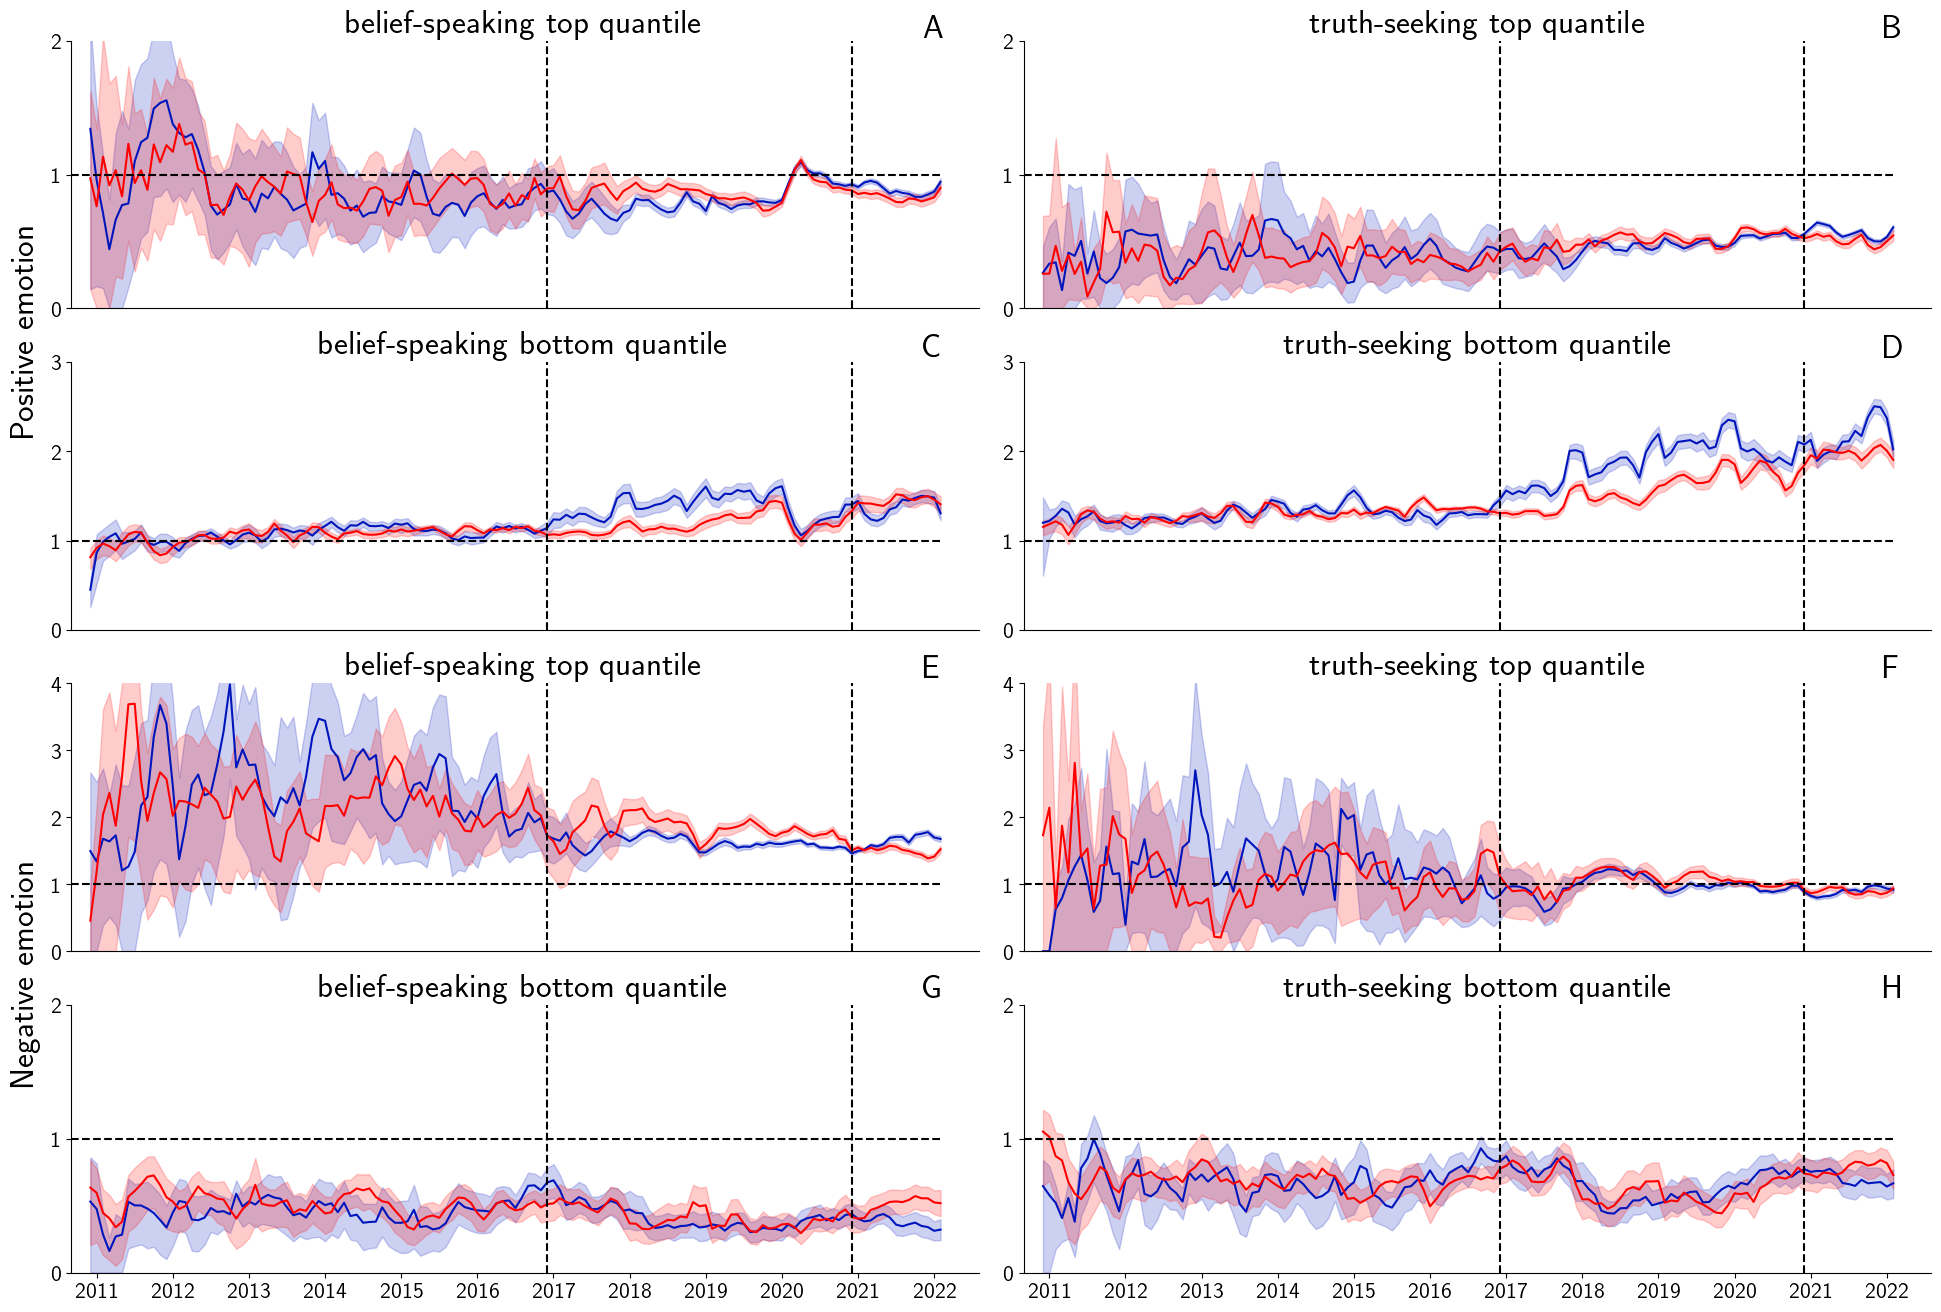 belief-speaking top quantile A
2
1
0
truth-seeking top quantile B
2
1
0
Positive emotion
belief-speaking bottom quantile C
3
2
1
0
truth-seeking bottom quantile D
3
2
1
0
belief-speaking top quantile E
4
3
2
1
0
truth-seeking top quantile F
4
3
2
1
0
Negative emotion
belief-speaking bottom quantile G
2
1
0
2011 2012 2013 2014 2015 2016 2017 2018 2019 2020 2021 2022
truth-seeking bottom quantile H
2
1
0
2011 2012 2013 2014 2015 2016 2017 2018 2019 2020 2021 2022